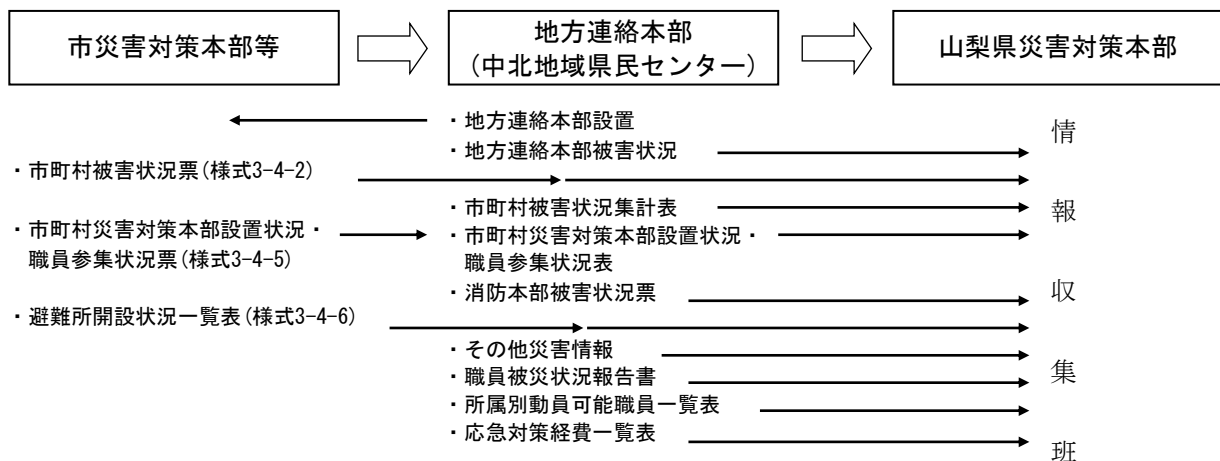 市災害対策本部等
地方連絡本部
(中北地域県民センター)
山梨県災害対策本部
・地方連絡本部設置
・地方連絡本部被害状況
・市町村被害状況票(様式3-4-2)
・市町村被害状況集計表
・市町村災害対策本部設置状況・
職員参集状況票(様式3-4-5)
・市町村災害対策本部設置状況・
職員参集状況表
・消防本部被害状況票
・避難所開設状況一覧表(様式3-4-6)
・その他災害情報
・職員被災状況報告書
・所属別動員可能職員一覧表
・応急対策経費一覧表
情報収集班